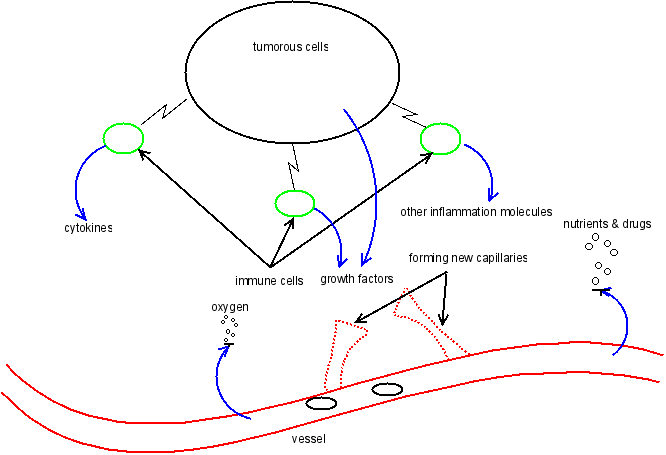 tumorous cells
cytokines
other inflammation molecules
nutrients & drugs
forming new capillaries
immune cells
growth factors
oxygen
vessel